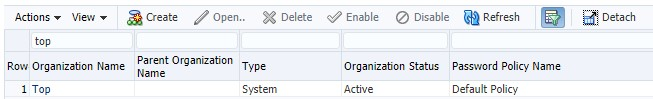 Actions View Create Open.. Delete Enable Disable Refresh Detach
top
Row Organization Name Parent Organization Name Type Organization Status Password Policy Name
1 Top System Active Default Policy